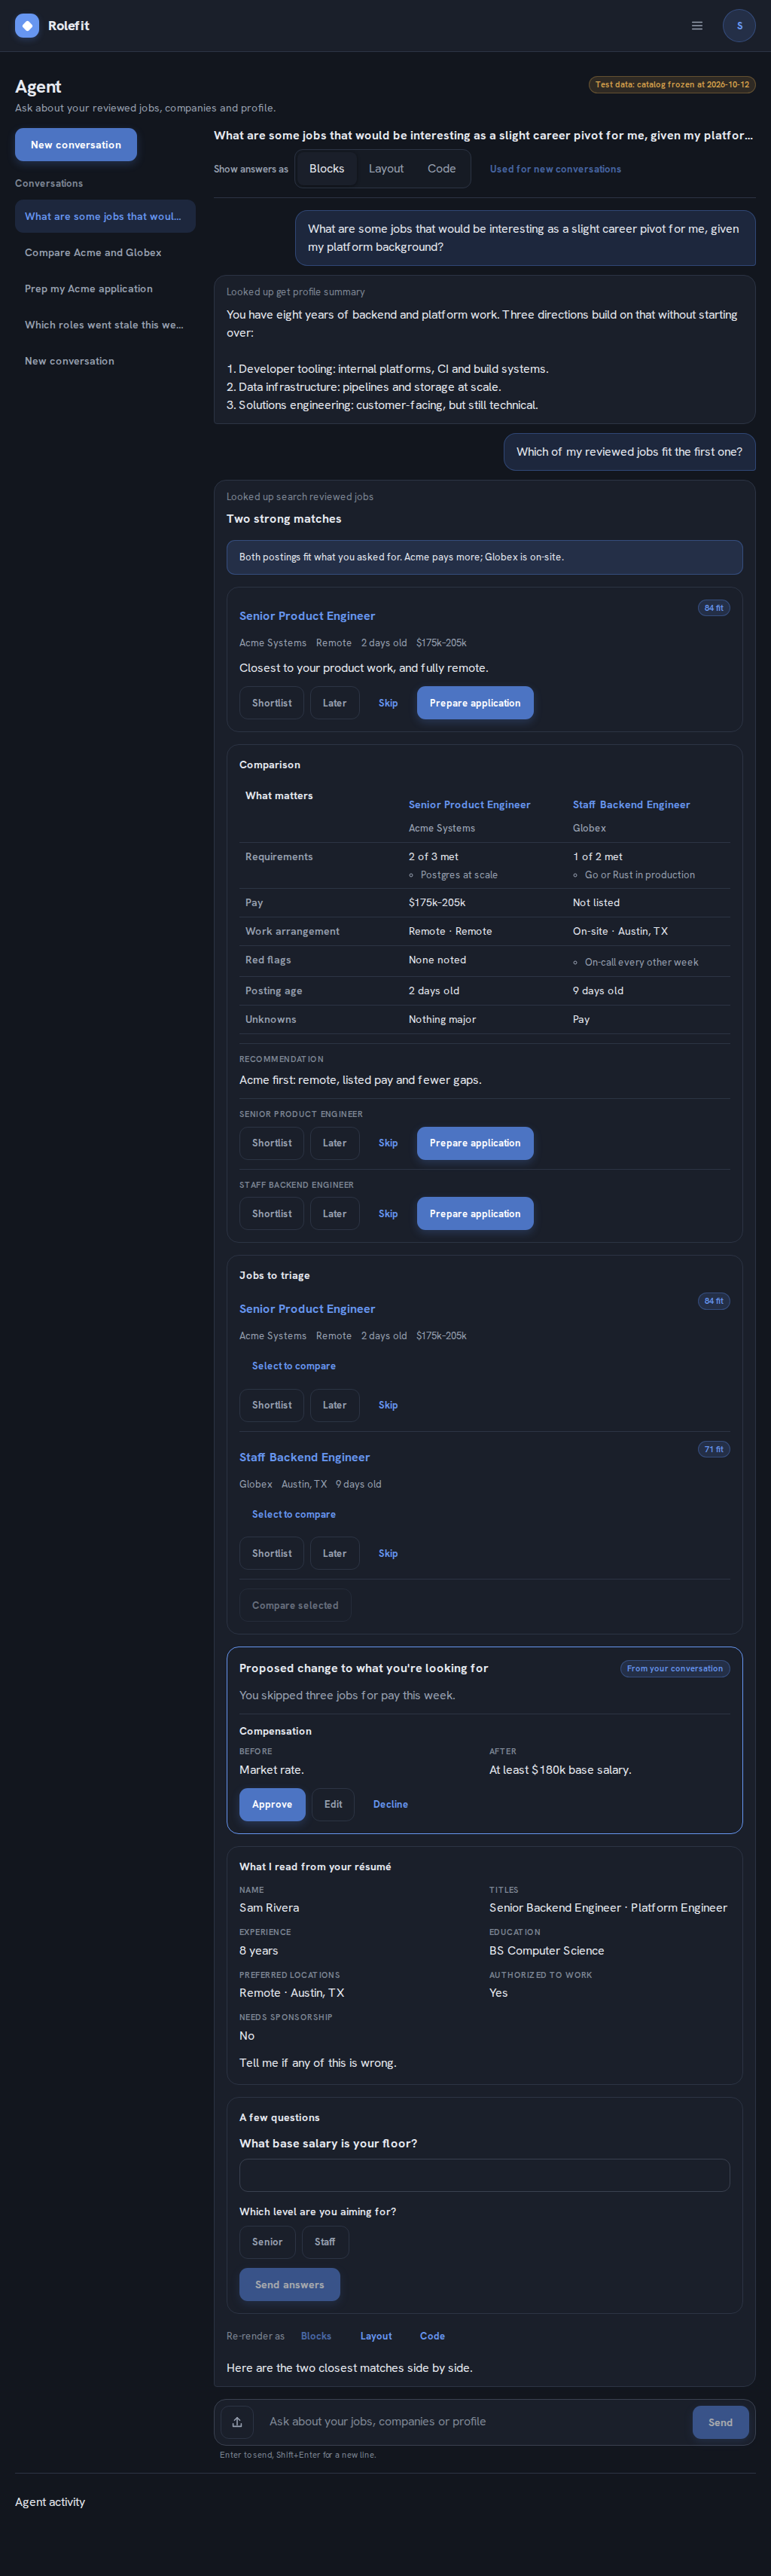 Rolefit
S
Agent
Test data: catalog frozen at 2026-10-12
Ask about your reviewed jobs, companies and profile.
New conversation
Conversations
What are some jobs that woul...
Compare Acme and Globex
Prep my Acme application
Which roles went stale this we...
New conversation
What are some jobs that would be interesting as a slight career pivot for me, given my platfor...
Show answers as
Blocks
Layout
Code
Used for new conversations
What are some jobs that would be interesting as a slight career pivot for me, given
my platform background?
Looked up get profile summary
You have eight years of backend and platform work. Three directions build on that without starting
over:
1. Developer tooling: internal platforms, CI and build systems.
2. Data infrastructure: pipelines and storage at scale.
3. Solutions engineering: customer-facing, but still technical.
Which of my reviewed jobs fit the first one?
Looked up search reviewed jobs
Two strong matches
Both postings fit what you asked for. Acme pays more; Globex is on-site.
Senior Product Engineer
84 fit
Acme Systems Remote 2 days old $175k-205k
Closest to your product work, and fully remote.
Shortlist Later Skip Prepare application
Comparison
What matters
Senior Product Engineer
Staff Backend Engineer
Acme Systems
Globex
Requirements
2 of 3 met
1 of 2 met
Postgres at scale
Go or Rust in production
Pay
$175k-205k
Not listed
Work arrangement
Remote · Remote
On-site · Austin, TX
Red flags
None noted
On-call every other week
Posting age
2 days old
9 days old
Unknowns
Nothing major
Pay
RECOMMENDATION
Acme first: remote, listed pay and fewer gaps.
SENIOR PRODUCT ENGINEER
Shortlist Later Skip Prepare application
STAFF BACKEND ENGINEER
Shortlist Later Skip Prepare application
Jobs to triage
Senior Product Engineer
84 fit
Acme Systems Remote 2 days old $175k-205k
Select to compare
Shortlist Later Skip
Staff Backend Engineer
71 fit
Globex Austin, TX 9 days old
Select to compare
Shortlist Later Skip
Compare selected
Proposed change to what you're looking for
From your conversation
You skipped three jobs for pay this week.
Compensation
BEFORE
AFTER
Market rate.
At least $180k base salary.
Approve Edit Decline
What I read from your résumé
NAME
TITLES
Sam Rivera
Senior Backend Engineer · Platform Engineer
EXPERIENCE
EDUCATION
8 years
BS Computer Science
PREFERRED LOCATIONS
AUTHORIZED TO WORK
Remote · Austin, TX
Yes
NEEDS SPONSORSHIP
No
Tell me if any of this is wrong.
A few questions
What base salary is your floor?
Which level are you aiming for?
Senior Staff
Send answers
Re-render as Blocks Layout Code
Here are the two closest matches side by side.
Ask about your jobs, companies or profile
Send
Enter to send, Shift+Enter for a new line.
Agent activity